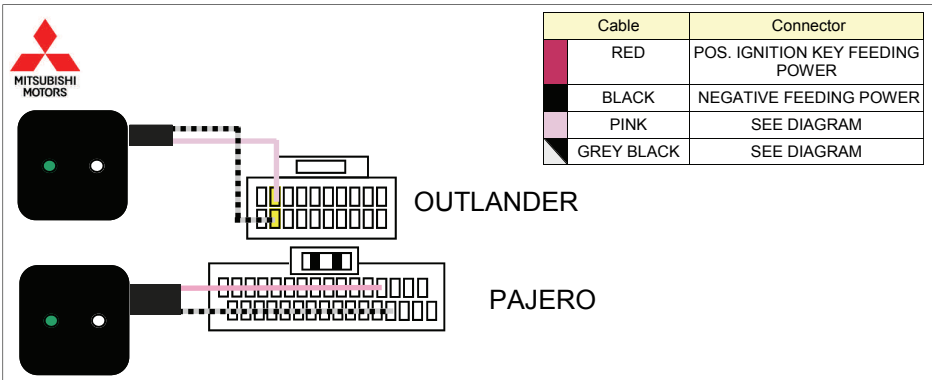 MITSUBISHI
MOTORS
Cable Connector
RED POS. IGNITION KEY FEEDING
POWER
BLACK NEGATIVE FEEDING POWER
PINK SEE DIAGRAM
GREY BLACK SEE DIAGRAM
OUTLANDER
PAJERO